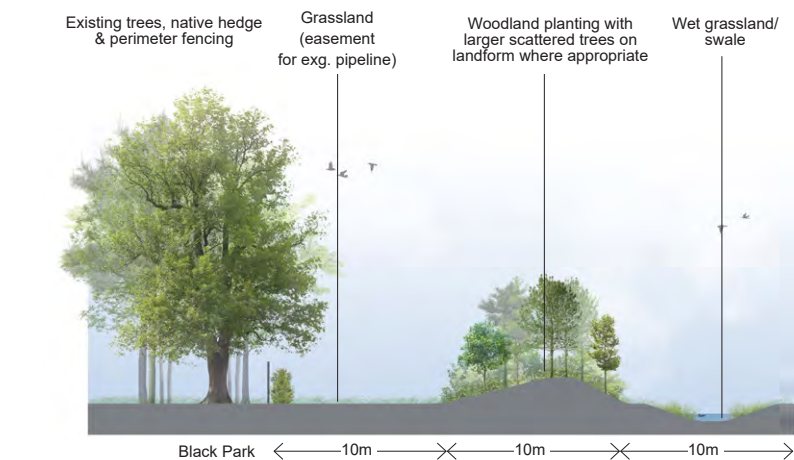 Existing trees, native hedge
& perimeter fencing
Grassland
(easement
for exg. pipeline)
Woodland planting with
larger scattered trees on
landform where appropriate
Wet grassland/
swale
Black Park
10m
10m
10m